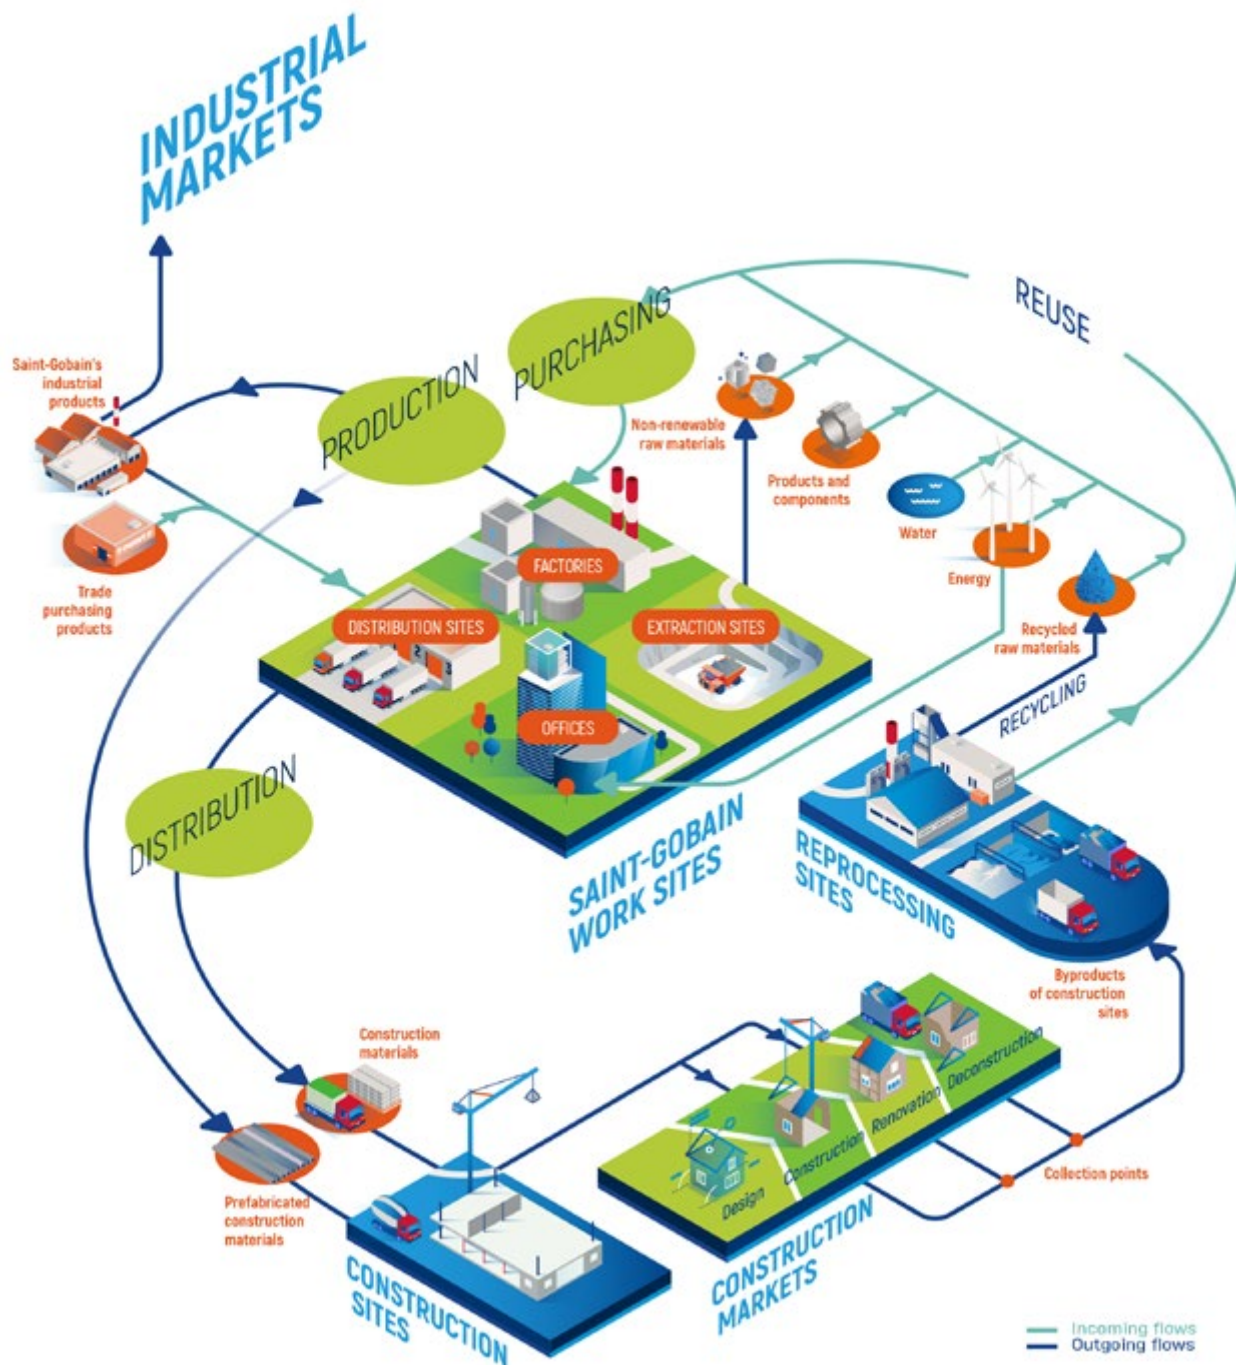 INDUSTRIAL
MARKETS
REUSE
PURCHASING
PRODUCTION
Saint-Gobain's
industrial
products
Non-renewable
raw materials
Products and
components
Water
Energy
Recycled
raw materials
Trade
purchasing
products
FACTORIES
DISTRIBUTION SITES
2
3
EXTRACTION SITES
OFFICES
RECYCLING
DISTRIBUTION
SAINT-GOBAIN
WORK SITES
REPROCESSING
SITES
Byproducts
of construction
sites
Construction
materials
Deconstruction
Renovation
Construction
Design
Collection points
Prefabricated
construction
materials
CONSTRUCTION
SITES
CONSTRUCTION
MARKETS
Incoming flows
Outgoing flows